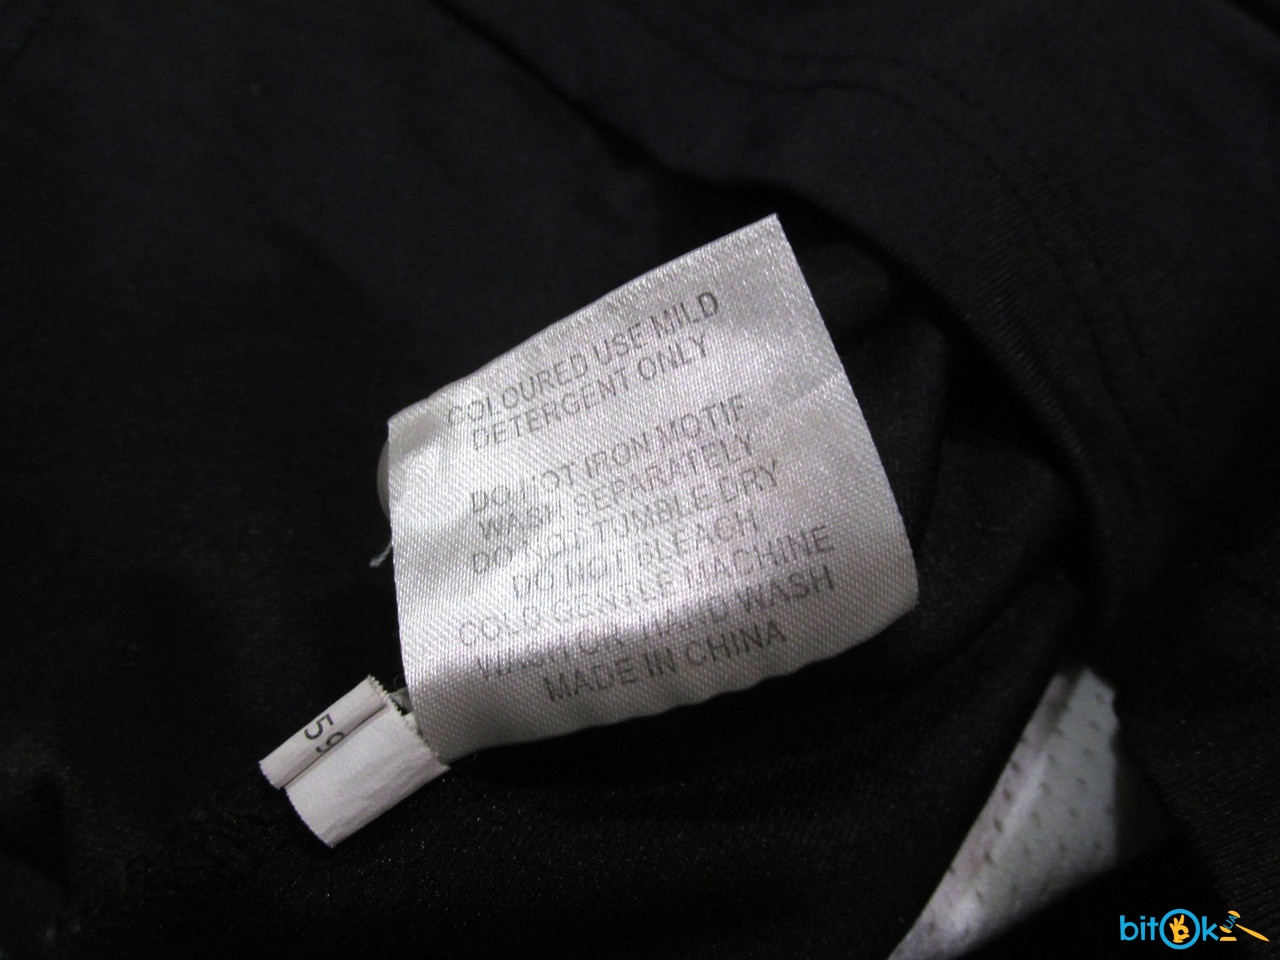 COLOURED USE MILD
DETERGENT ONLY
DO NOT IRON MOTIF
WASH SEPARATELY
DO NOT TUMBLE DRY
DO NOT BLEACH
COLD GENTLE MACHINE
WASH OR HAND WASH
MADE IN CHINA
59
bitOk UA